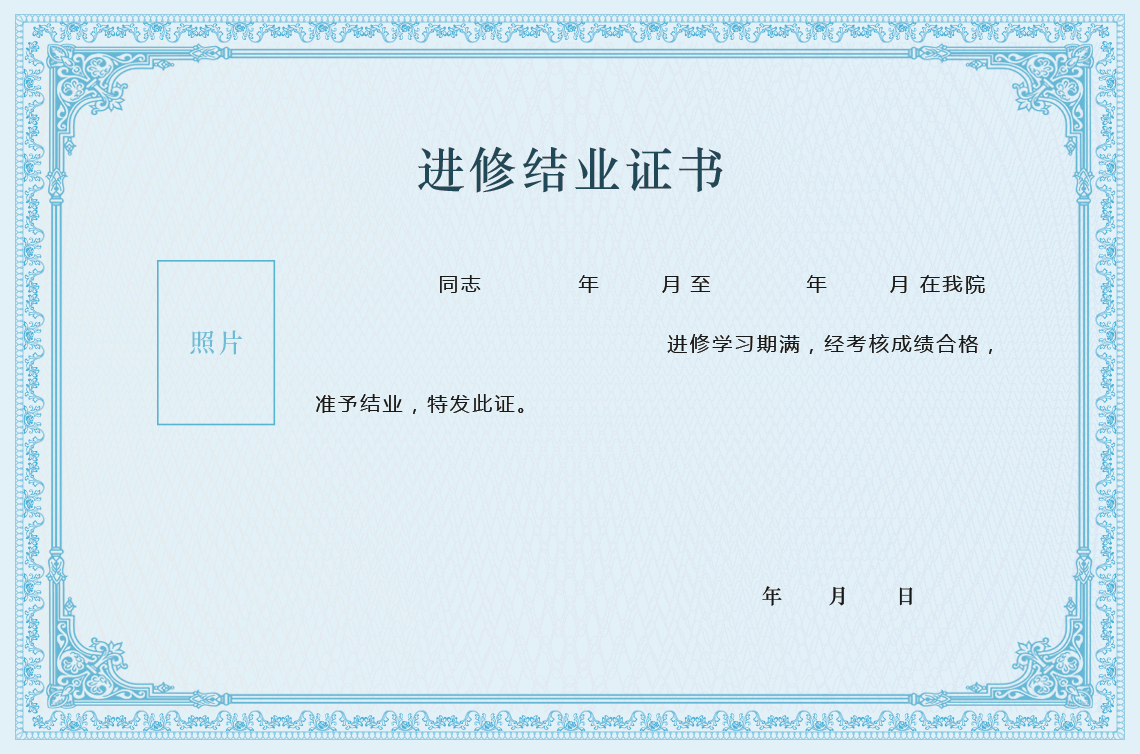 进修结业证书
同志 年 月 至 年 月 在我院
照片
进修学习期满，经考核成绩合格，
准予结业，特发此证。
年 月 日